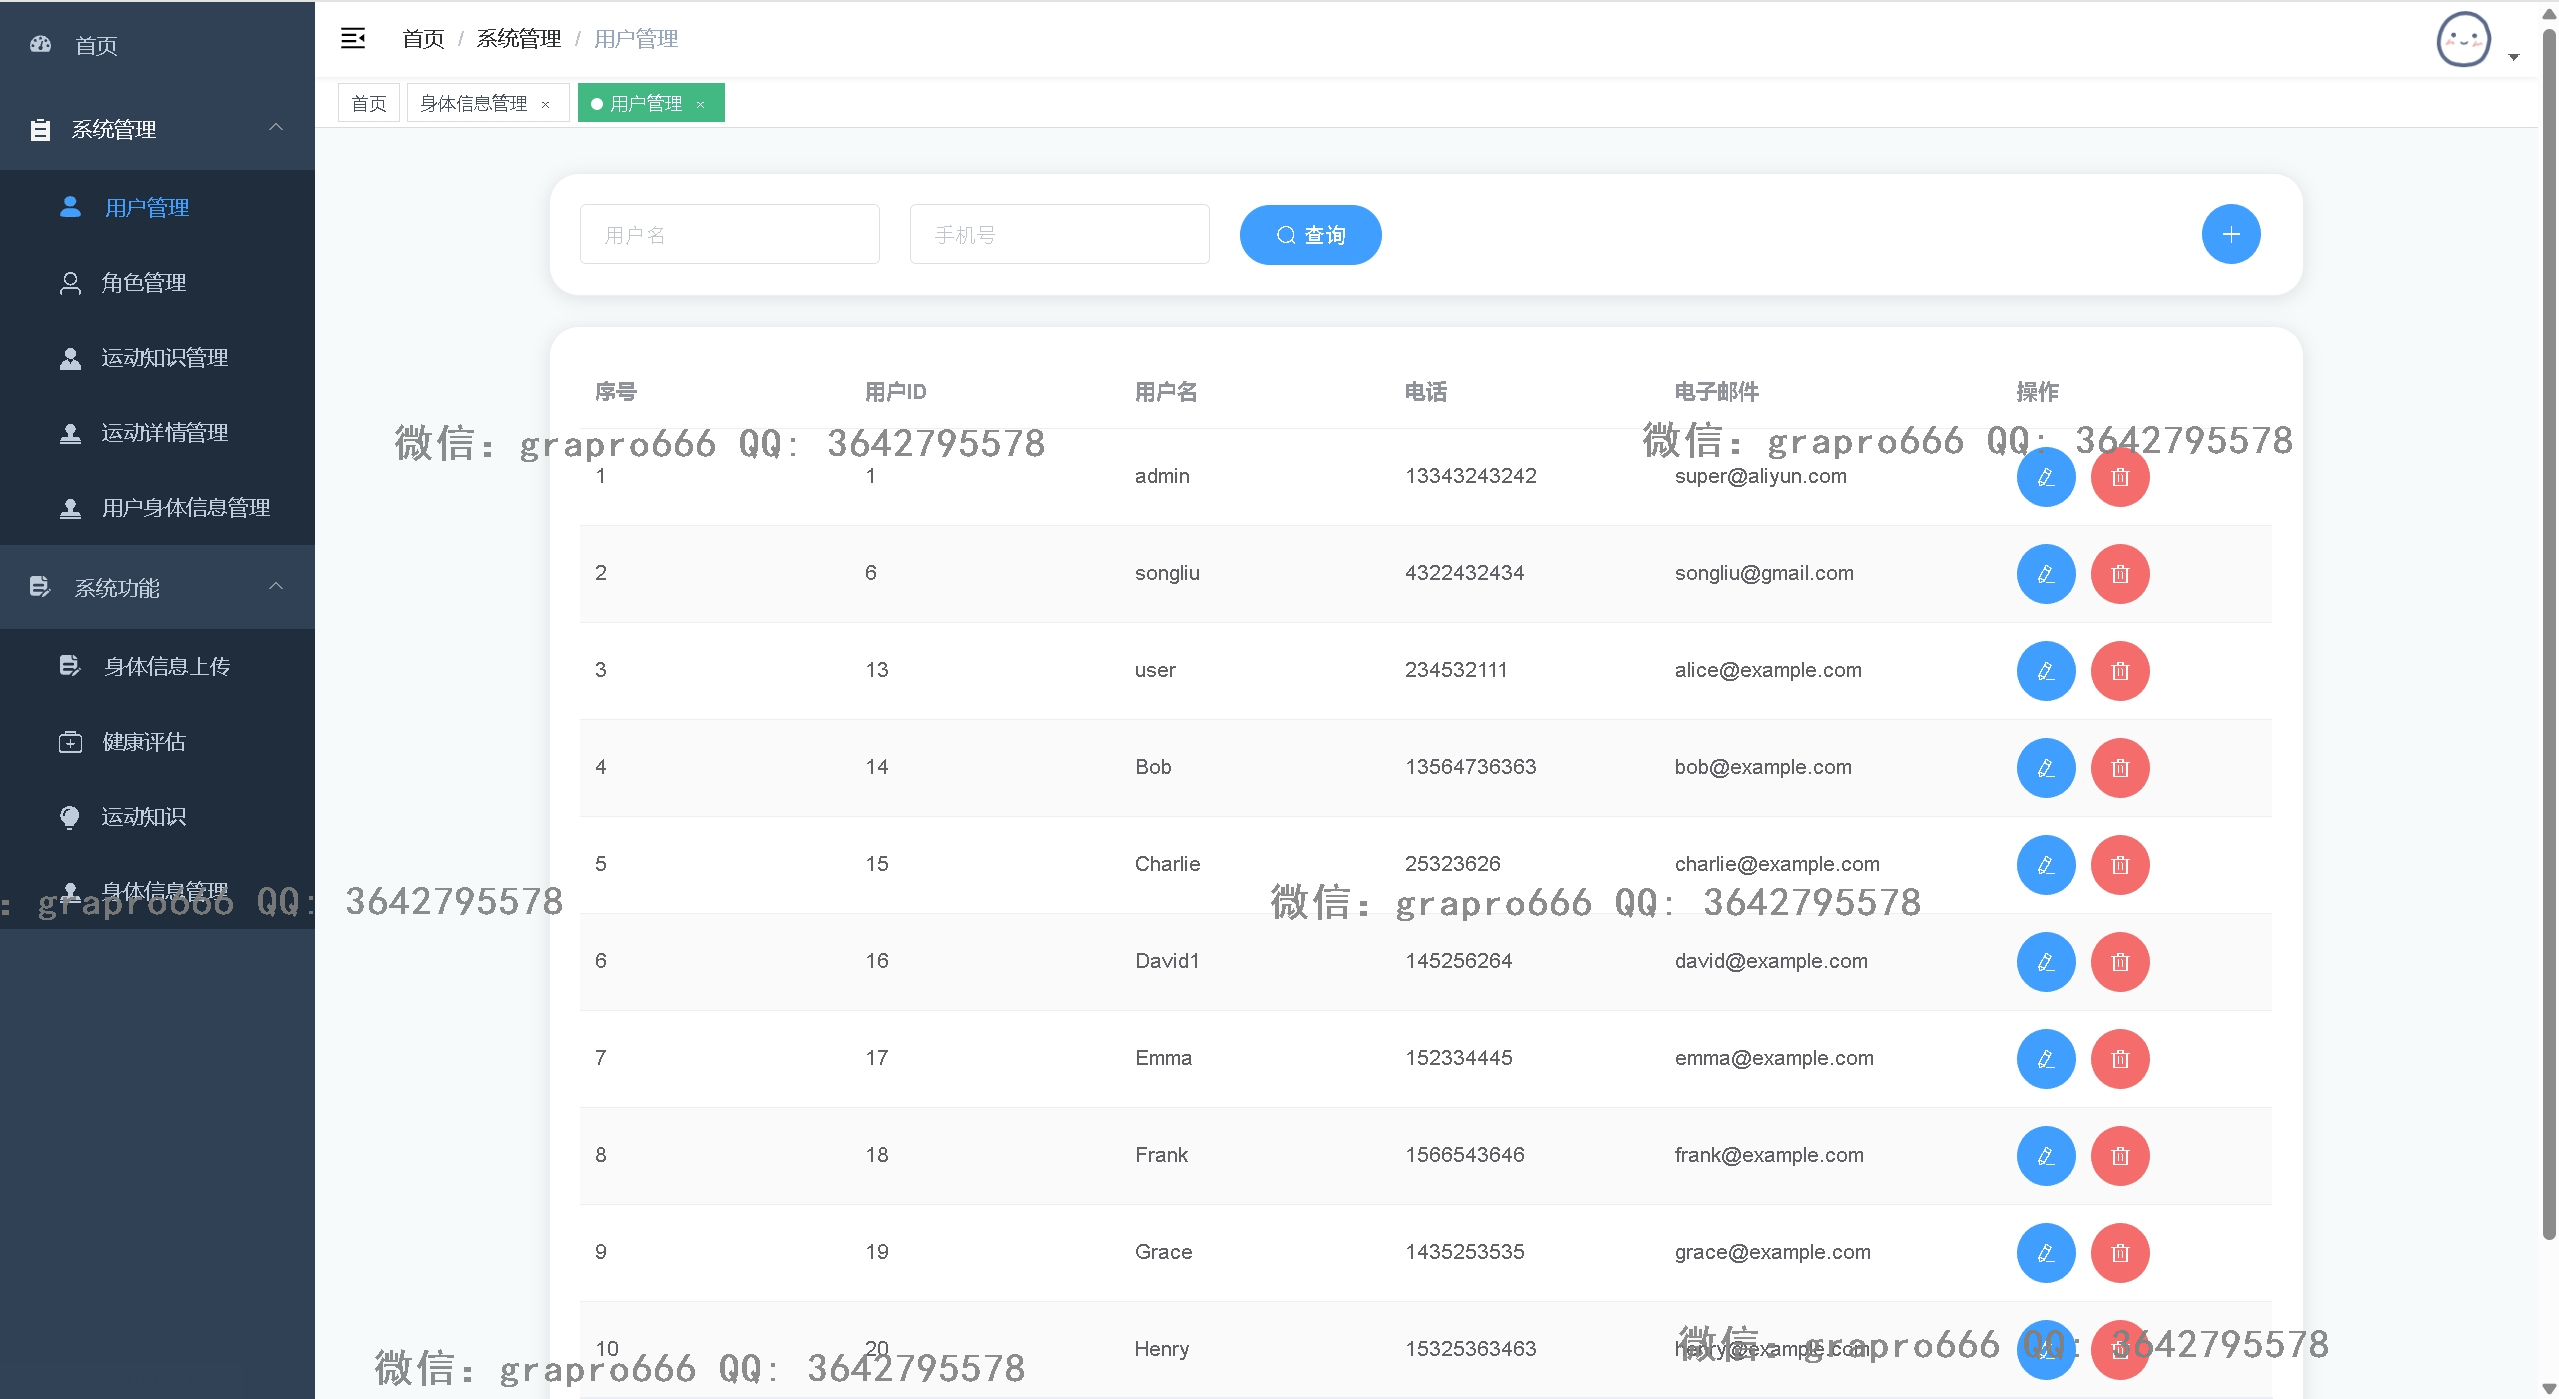 首页
系统管理
用户管理
角色管理
运动知识管理
运动详情管理
用户身体信息管理
系统功能
身体信息上传
健康评估
运动知识
身体信息管理
首页 / 系统管理 / 用户管理
首页 身体信息管理 × 用户管理 ×
用户名 手机号 查询
序号 用户ID 用户名 电话 电子邮件 操作
微信：grapro666 QQ: 3642795578 微信：grapro666 QQ: 3642795578
1 1 admin 13343243242 super@aliyun.com
2 6 songliu 4322432434 songliu@gmail.com
3 13 user 234532111 alice@example.com
4 14 Bob 13564736363 bob@example.com
5 15 Charlie 25323626 charlie@example.com
: grapro666 QQ: 3642795578 微信：grapro666 QQ: 3642795578
6 16 David1 145256264 david@example.com
7 17 Emma 152334445 emma@example.com
8 18 Frank 1566543646 frank@example.com
9 19 Grace 1435253535 grace@example.com
10 20 Henry 15325363463 henry@example.com
微信：grapro666 QQ: 3642795578 微信：grapro666 QQ: 3642795578